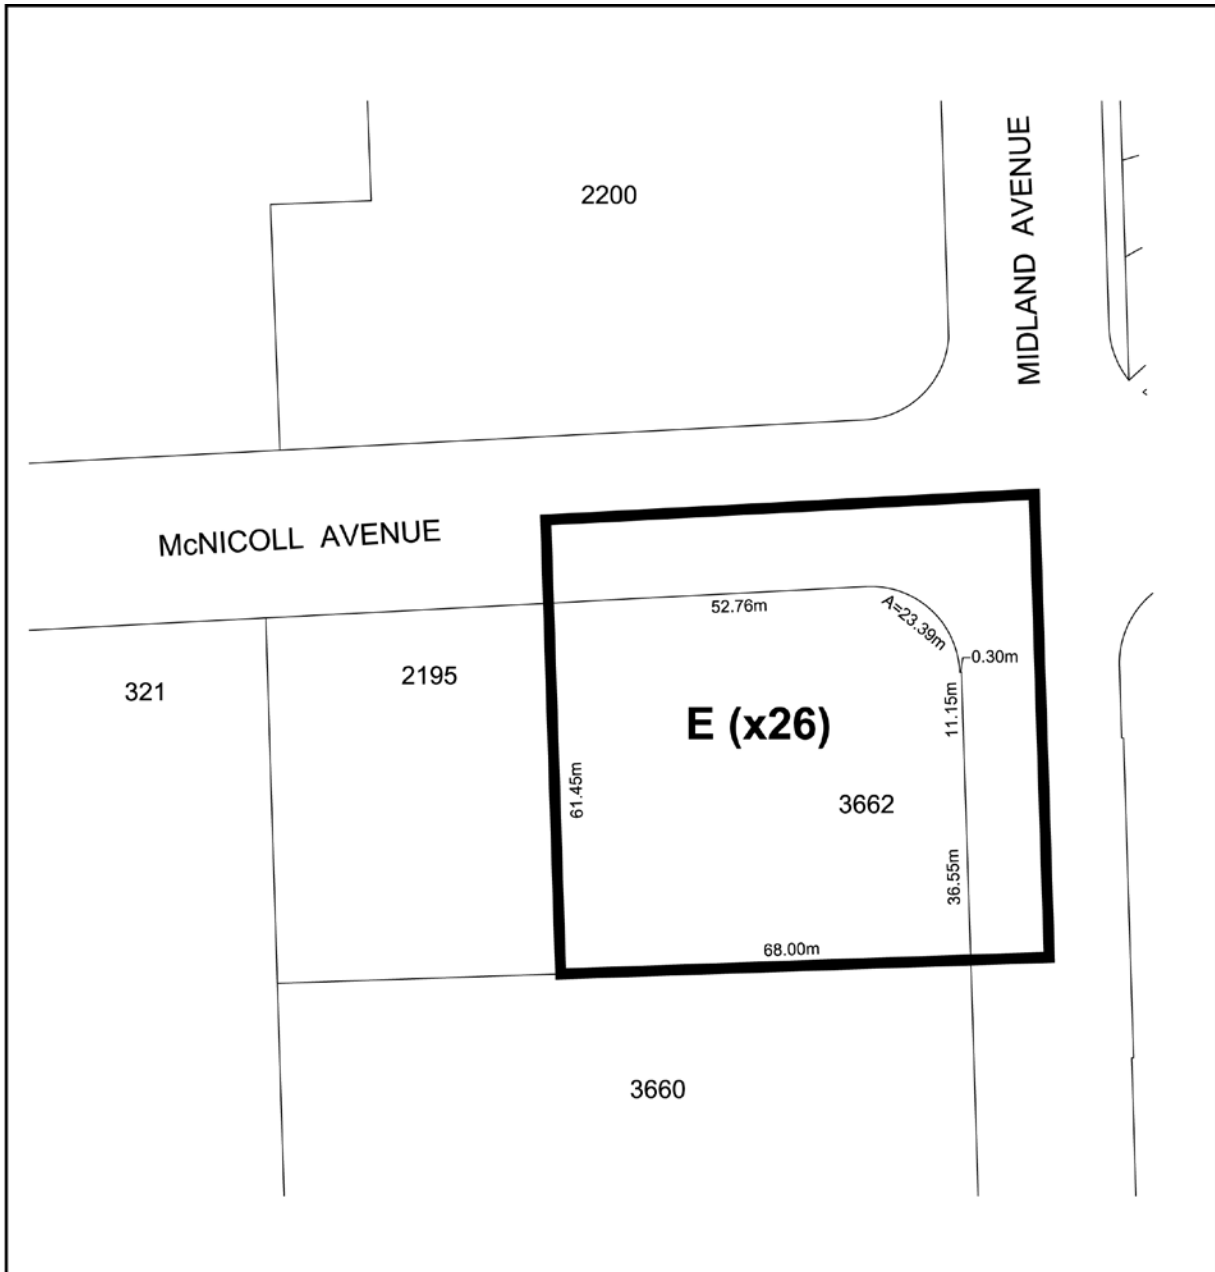 2200
MIDLAND AVENUE
McNICOLL AVENUE
52.76m
A=23.39m
0.30m
321
2195
11.15m
E (x26)
61.45m
3662
36.55m
68.00m
3660